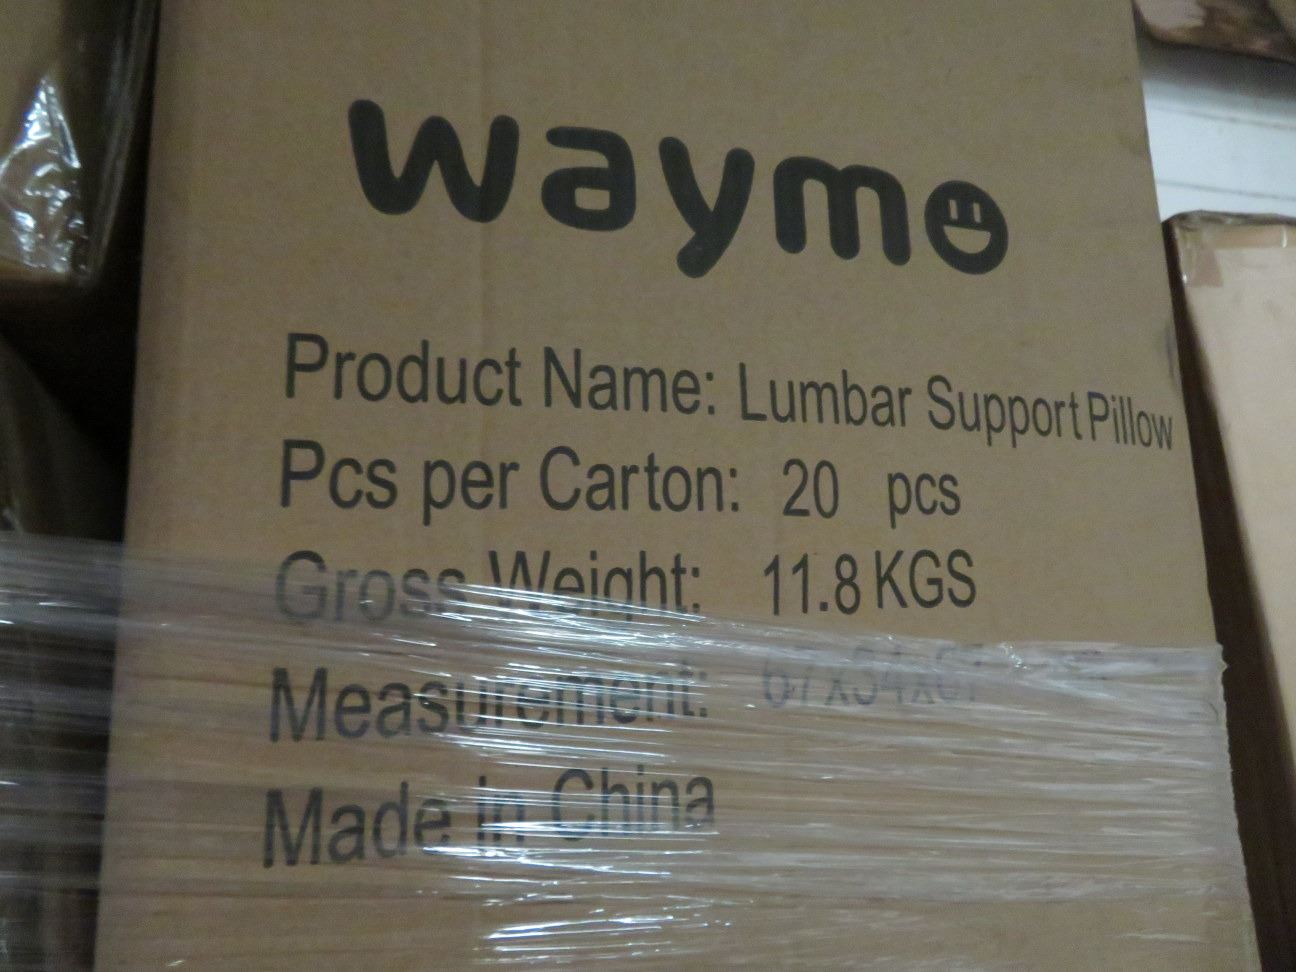 waymo
Product Name: Lumbar Support Pillow
Pcs per Carton: 20 pcs
Gross Weight: 11.8 KGS
Measurement:
Made in China